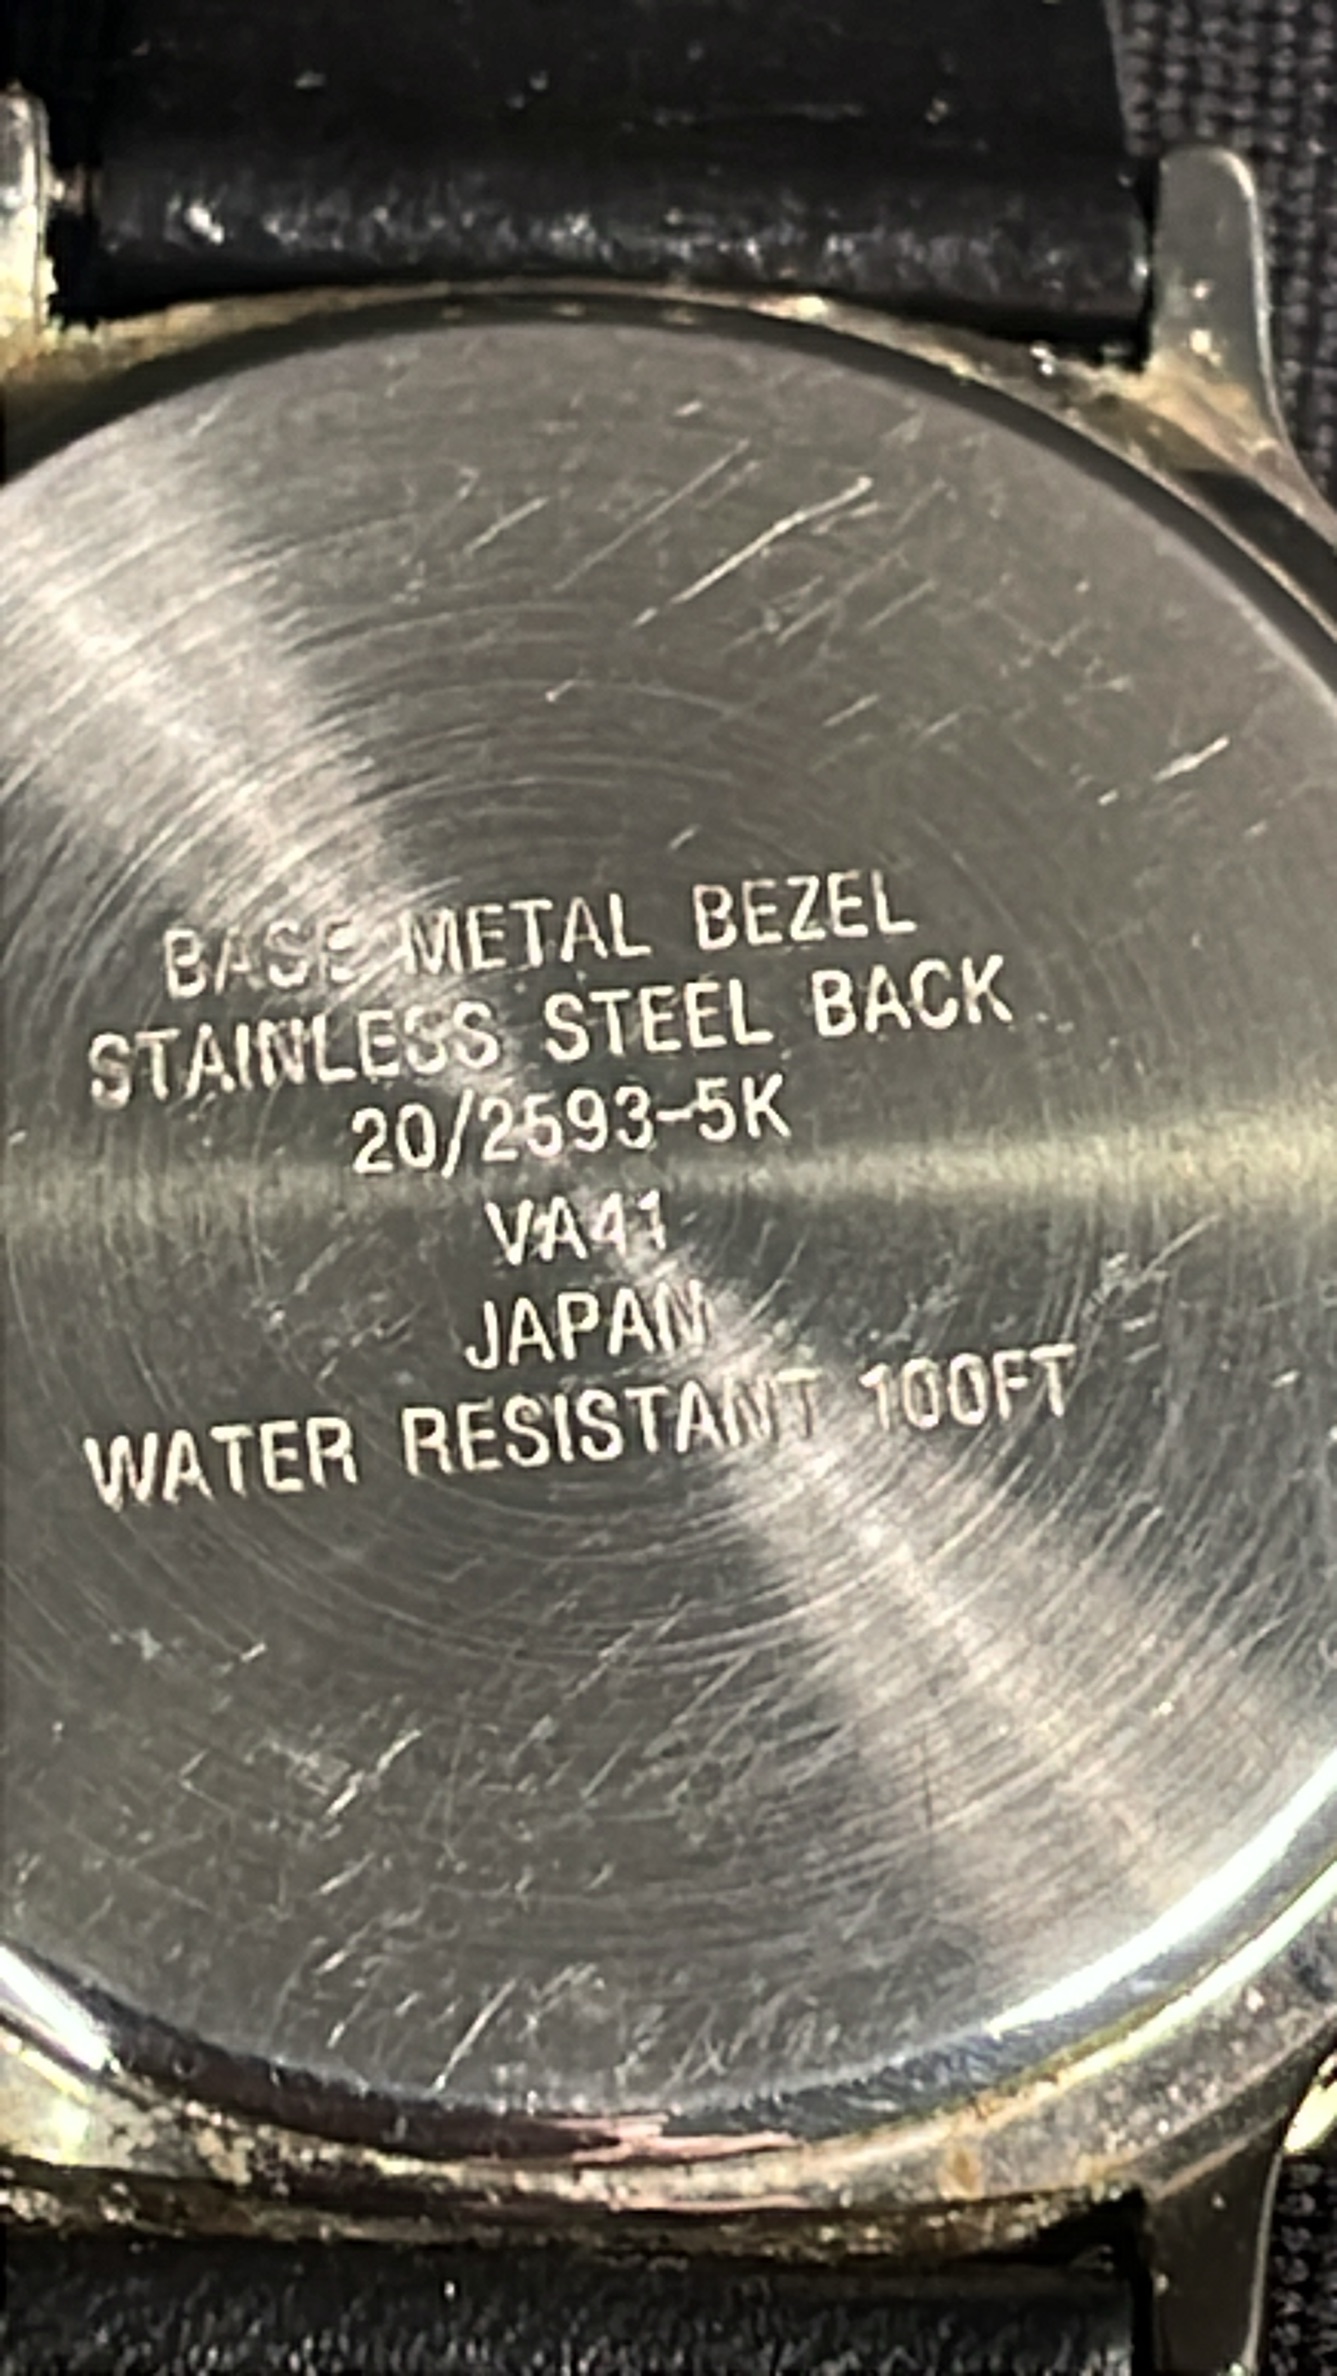 BASE METAL BEZEL
STAINLESS STEEL BACK
20/2593-5K
VA41
JAPAN
WATER RESISTANT 100FT